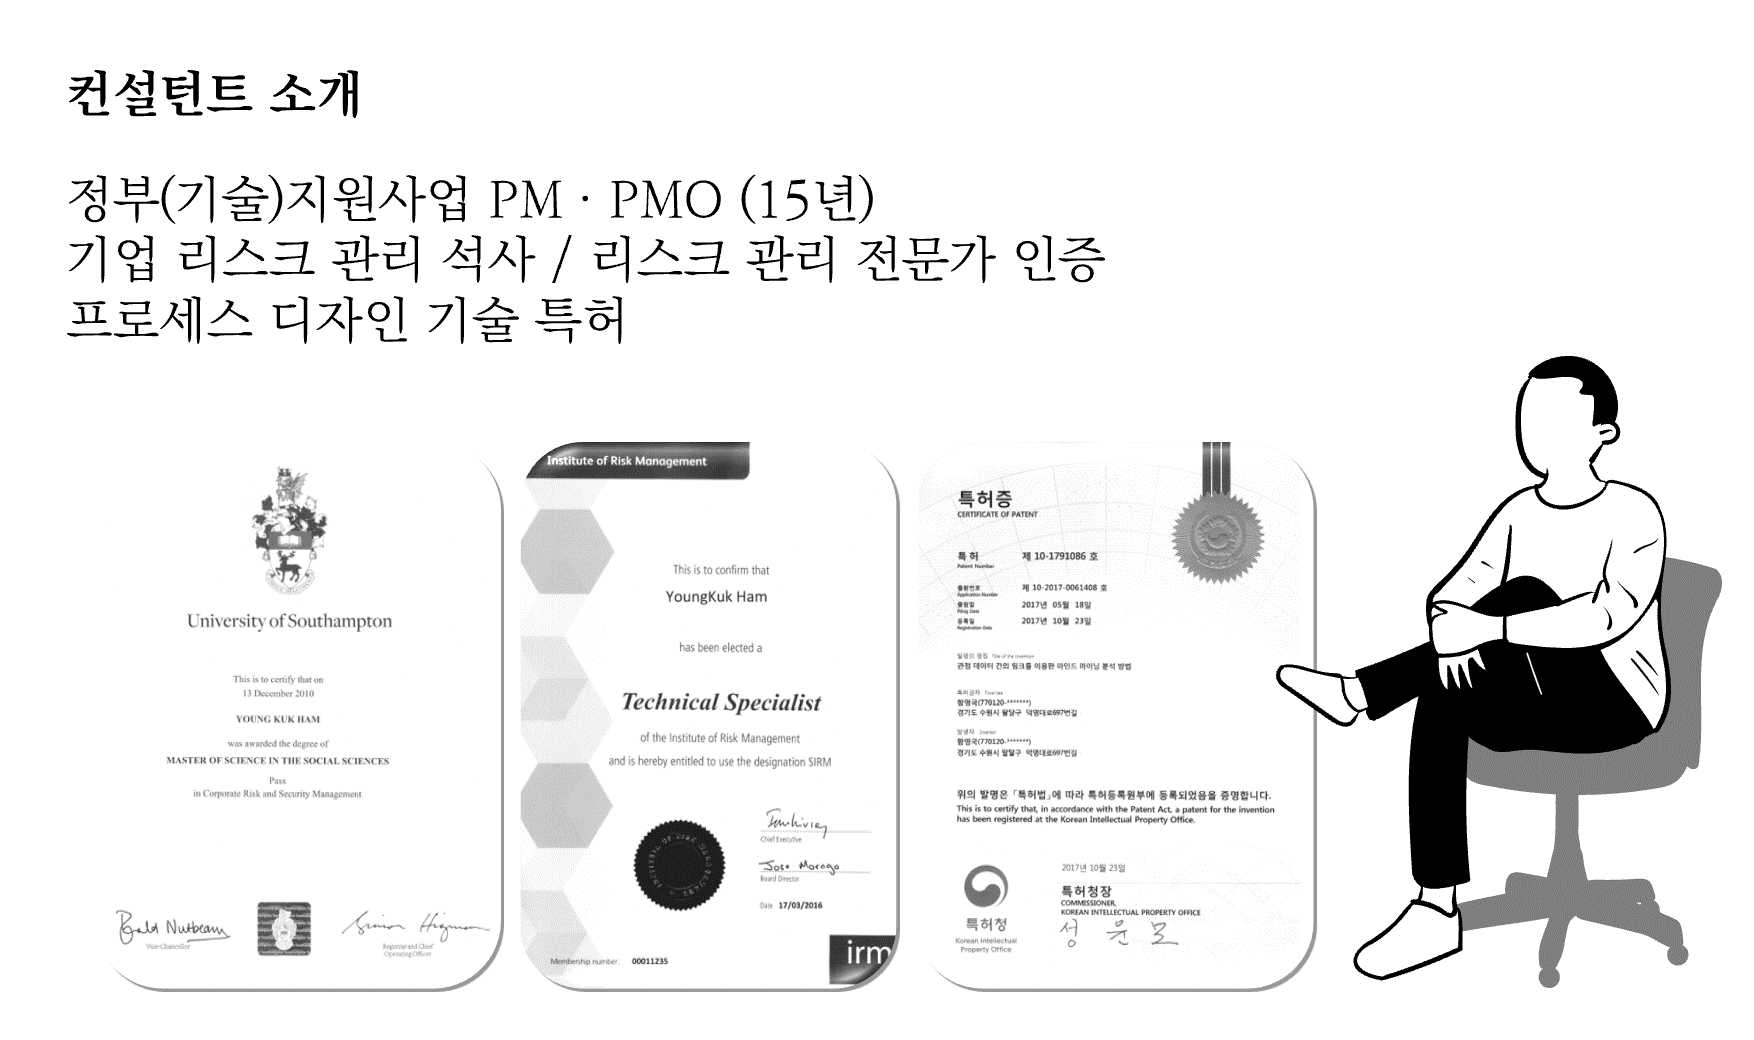 컨설턴트 소개
정부(기술)지원사업 PM · PMO (15년)
기업 리스크 관리 석사 / 리스크 관리 전문가 인증
프로세스 디자인 기술 특허
University of Southampton
This is to certify that on
13 December 2010
YOUNG KUK HAM
was awarded the degree of
MASTER OF SCIENCE IN THE SOCIAL SCIENCES
Pass
in Corporate Risk and Security Management
Vice-Chancellor
Registrar and Chief
Operating Officer
Institute of Risk Management
This is to confirm that
YoungKuk Ham
has been elected a
Technical Specialist
of the Institute of Risk Management
and is hereby entitled to use the designation SIRM
Chief Executive
Board Director
Date 17/03/2016
Membership number: 00011235
irm
특허증
CERTIFICATE OF PATENT
특 허 제 10-1791086 호
Patent Number
출원번호 제 10-2017-0061408 호
Application Number
출원일 2017년 05월 18일
Filing Date
등록일 2017년 10월 23일
Registration Date
발명의 명칭 Title of the Invention
관점 데이터 간의 링크를 이용한 마인드 마이닝 분석 방법
특허권자 Patentee
함영국(770120-*******)
경기도 수원시 팔달구 덕영대로697번길
발명자 Inventor
함영국(770120-*******)
경기도 수원시 팔달구 덕영대로697번길
위의 발명은 「특허법」에 따라 특허등록원부에 등록되었음을 증명합니다.
This is to certify that, in accordance with the Patent Act, a patent for the invention
has been registered at the Korean Intellectual Property Office.
2017년 10월 23일
특허청장
COMMISSIONER,
KOREAN INTELLECTUAL PROPERTY OFFICE
성 윤 모
특허청
Korean Intellectual
Property Office